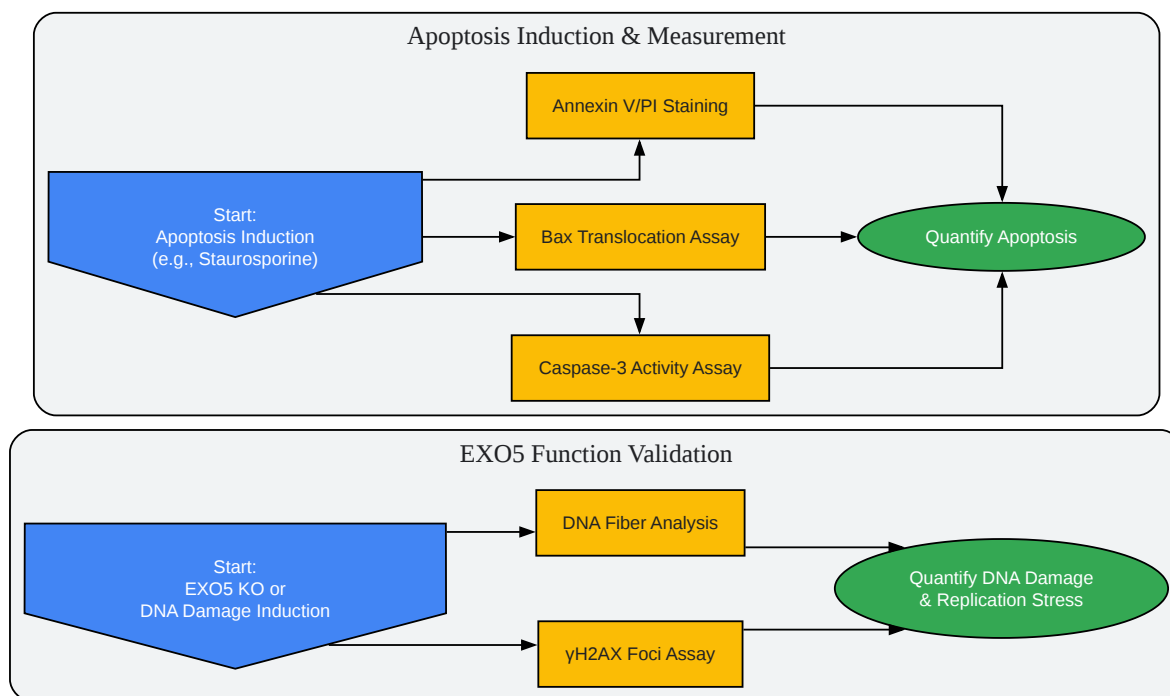 Apoptosis Induction & Measurement
Annexin V/PI Staining
Start:
Apoptosis Induction
(e.g., Staurosporine)
Bax Translocation Assay
Quantify Apoptosis
Caspase-3 Activity Assay
EXO5 Function Validation
DNA Fiber Analysis
Start:
EXO5 KO or
DNA Damage Induction
Quantify DNA Damage
& Replication Stress
γH2AX Foci Assay